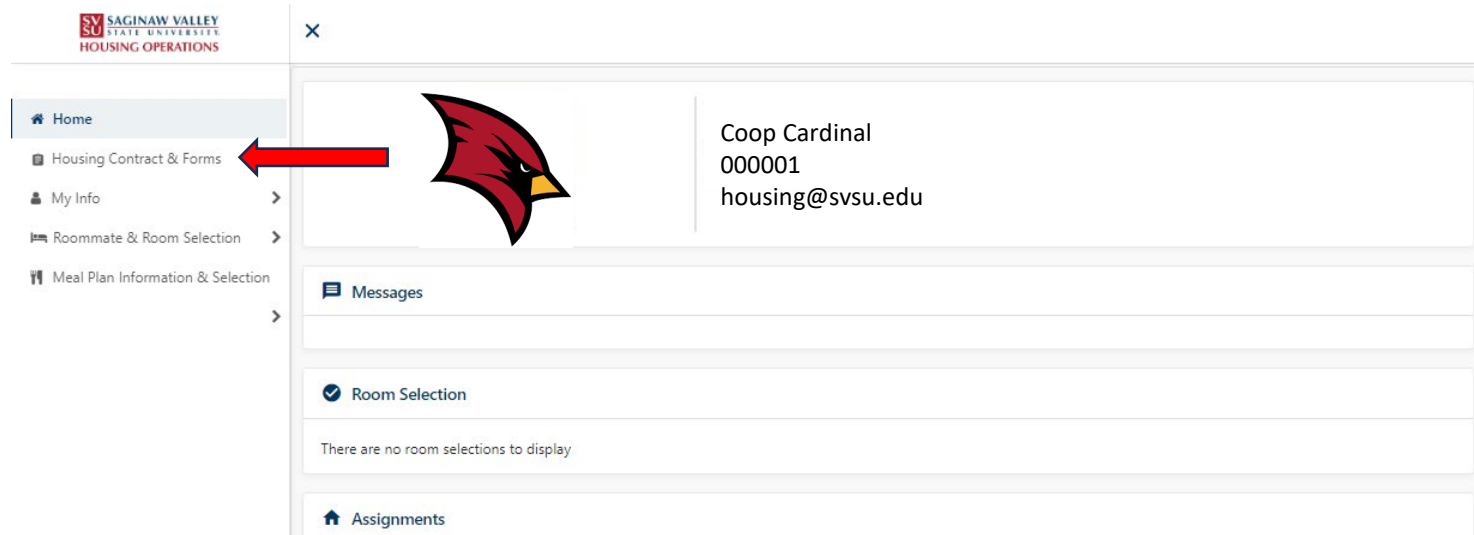 SV SU SAGINAW VALLEY
STATE UNIVERSITY.
HOUSING OPERATIONS
Home
Housing Contract & Forms
My Info
Roommate & Room Selection
Meal Plan Information & Selection
Coop Cardinal
000001
housing@svsu.edu
Messages
Room Selection
There are no room selections to display
Assignments